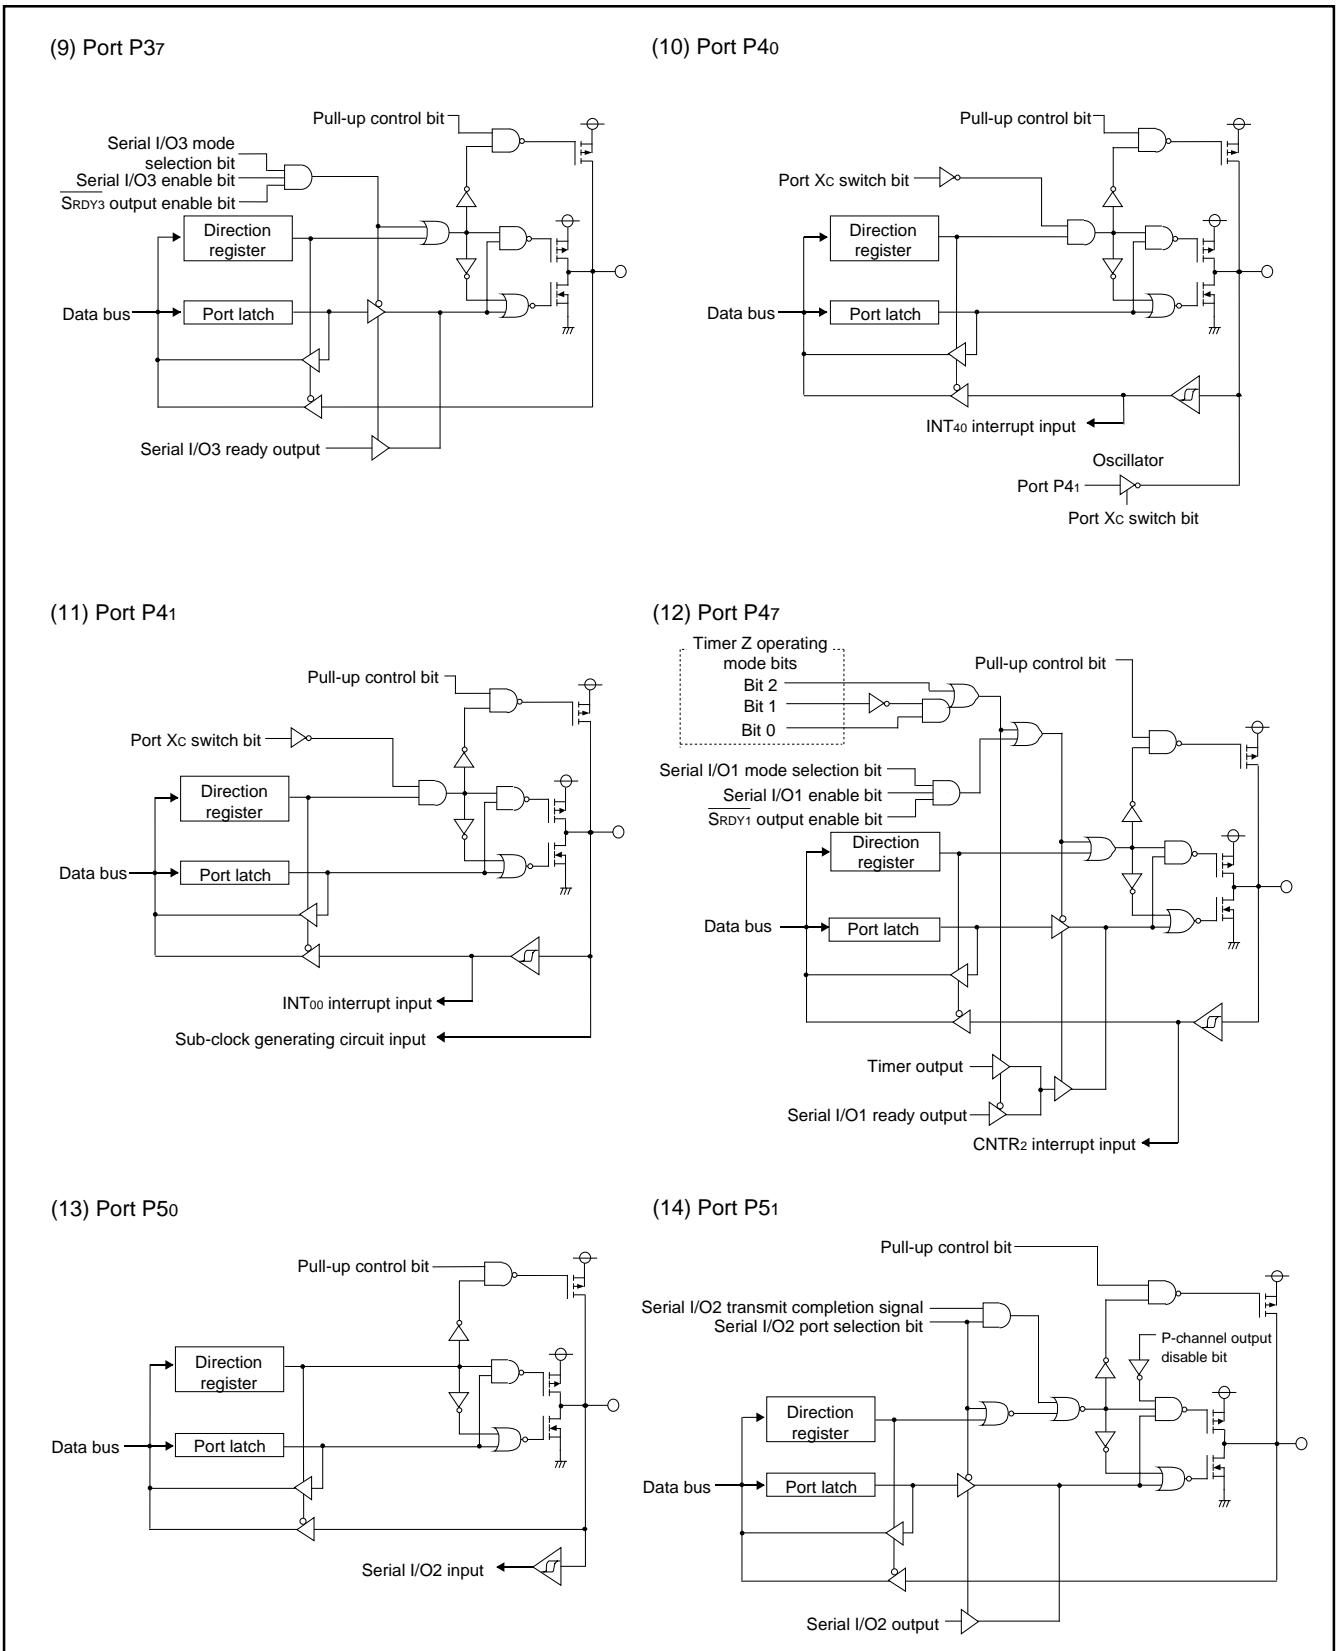 (9) Port P37
Pull-up control bit
Serial I/O3 mode
selection bit
Serial I/O3 enable bit
SRDY3 output enable bit
Direction
register
Data bus
Port latch
Serial I/O3 ready output
(10) Port P40
Pull-up control bit
Port XC switch bit
Direction
register
Data bus
Port latch
INT40 interrupt input
Oscillator
Port P41
Port XC switch bit
(11) Port P41
Pull-up control bit
Port XC switch bit
Direction
register
Data bus
Port latch
INT00 interrupt input
Sub-clock generating circuit input
(12) Port P47
Timer Z operating
mode bits
Bit 2
Bit 1
Bit 0
Pull-up control bit
Serial I/O1 mode selection bit
Serial I/O1 enable bit
SRDY1 output enable bit
Direction
register
Data bus
Port latch
Timer output
Serial I/O1 ready output
CNTR2 interrupt input
(13) Port P50
Pull-up control bit
Direction
register
Data bus
Port latch
Serial I/O2 input
(14) Port P51
Pull-up control bit
Serial I/O2 transmit completion signal
Serial I/O2 port selection bit
P-channel output
disable bit
Direction
register
Data bus
Port latch
Serial I/O2 output